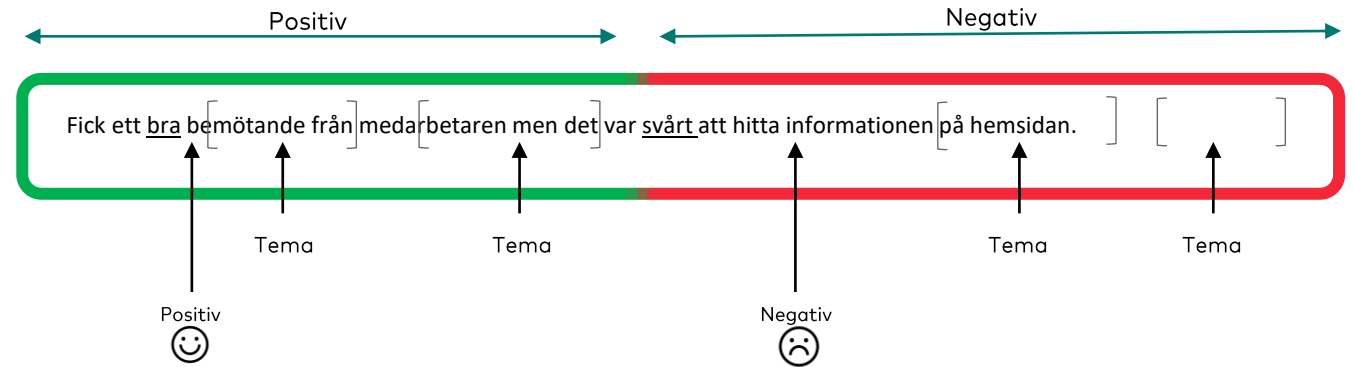 Positiv Negativ
Fick ett bra bemötande från medarbetaren men det var svårt att hitta informationen på hemsidan.
Tema Tema Tema Tema
Positiv Negativ